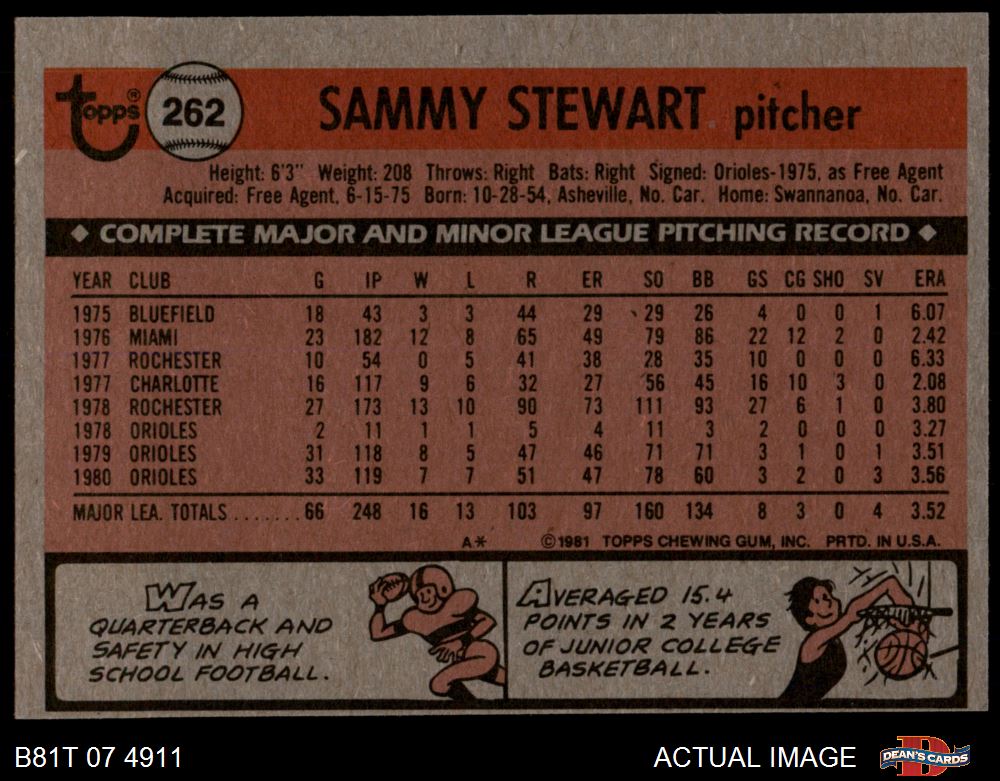 Topps® 262 SAMMY STEWART pitcher
Height: 6'3" Weight: 208 Throws: Right Bats: Right Signed: Orioles-1975, as Free Agent
Acquired: Free Agent, 6-15-75 Born: 10-28-54, Asheville, No. Car. Home: Swannanoa, No. Car.
◆ COMPLETE MAJOR AND MINOR LEAGUE PITCHING RECORD ◆
YEAR CLUB G IP W L R ER SO BB GS CG SHO SV ERA
1975 BLUEFIELD 18 43 3 3 44 29 29 26 4 0 0 1 6.07
1976 MIAMI 23 182 12 8 65 49 79 86 22 12 2 0 2.42
1977 ROCHESTER 10 54 0 5 41 38 28 35 10 0 0 0 6.33
1977 CHARLOTTE 16 117 9 6 32 27 56 45 16 10 3 0 2.08
1978 ROCHESTER 27 173 13 10 90 73 111 93 27 6 1 0 3.80
1978 ORIOLES 2 11 1 1 5 4 11 3 2 0 0 0 3.27
1979 ORIOLES 31 118 8 5 47 46 71 71 3 1 0 1 3.51
1980 ORIOLES 33 119 7 7 51 47 78 60 3 2 0 3 3.56
MAJOR LEA. TOTALS ....... 66 248 16 13 103 97 160 134 8 3 0 4 3.52
A.* ©1981 TOPPS CHEWING GUM, INC. PRTD. IN U.S.A.
WAS A
QUARTERBACK AND
SAFETY IN HIGH
SCHOOL FOOTBALL.
AVERAGED 15.4
POINTS IN 2 YEARS
OF JUNIOR COLLEGE
BASKETBALL.
B81T 07 4911 ACTUAL IMAGE DEAN'S CARDS